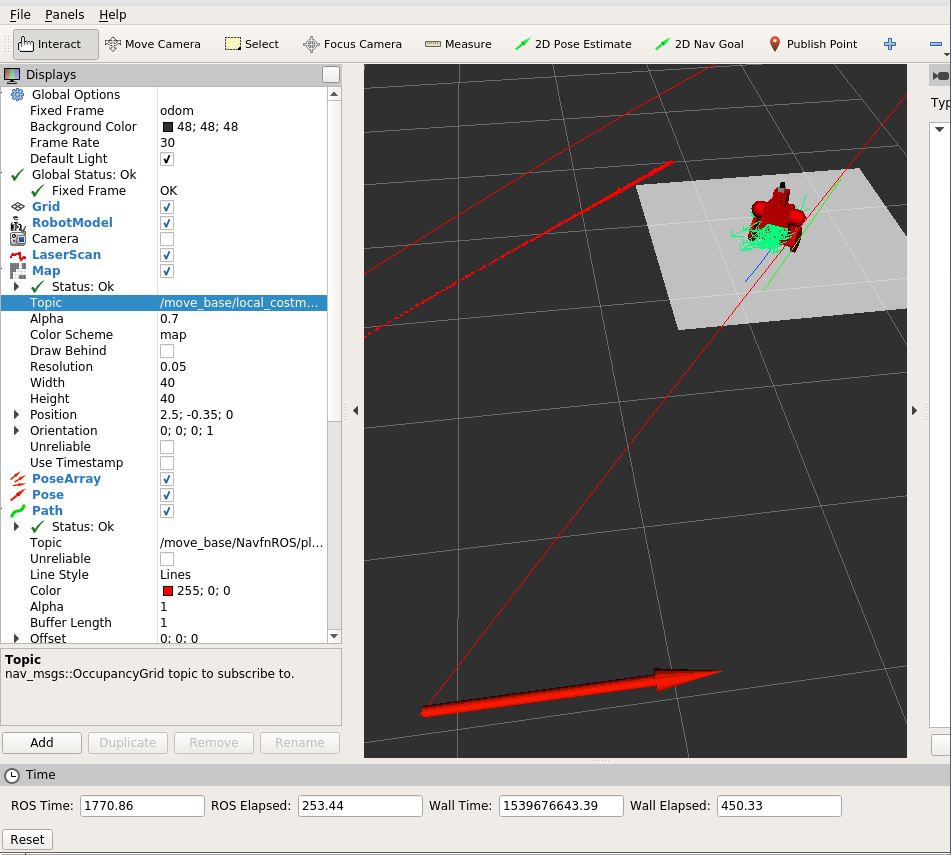 File Panels Help
Interact Move Camera Select Focus Camera Measure 2D Pose Estimate 2D Nav Goal Publish Point
Displays
Global Options
Fixed Frame odom
Background Color 48; 48; 48
Frame Rate 30
Default Light
Global Status: Ok
Fixed Frame OK
Grid
RobotModel
Camera
LaserScan
Map
Status: Ok
Topic /move_base/local_costm...
Alpha 0.7
Color Scheme map
Draw Behind
Resolution 0.05
Width 40
Height 40
Position 2.5; -0.35; 0
Orientation 0; 0; 0; 1
Unreliable
Use Timestamp
PoseArray
Pose
Path
Status: Ok
Topic /move_base/NavfnROS/pl...
Unreliable
Line Style Lines
Color 255; 0; 0
Alpha 1
Buffer Length 1
Offset 0; 0; 0
Topic
nav_msgs::OccupancyGrid topic to subscribe to.
Add Duplicate Remove Rename
Time
ROS Time: 1770.86 ROS Elapsed: 253.44 Wall Time: 1539676643.39 Wall Elapsed: 450.33
Reset